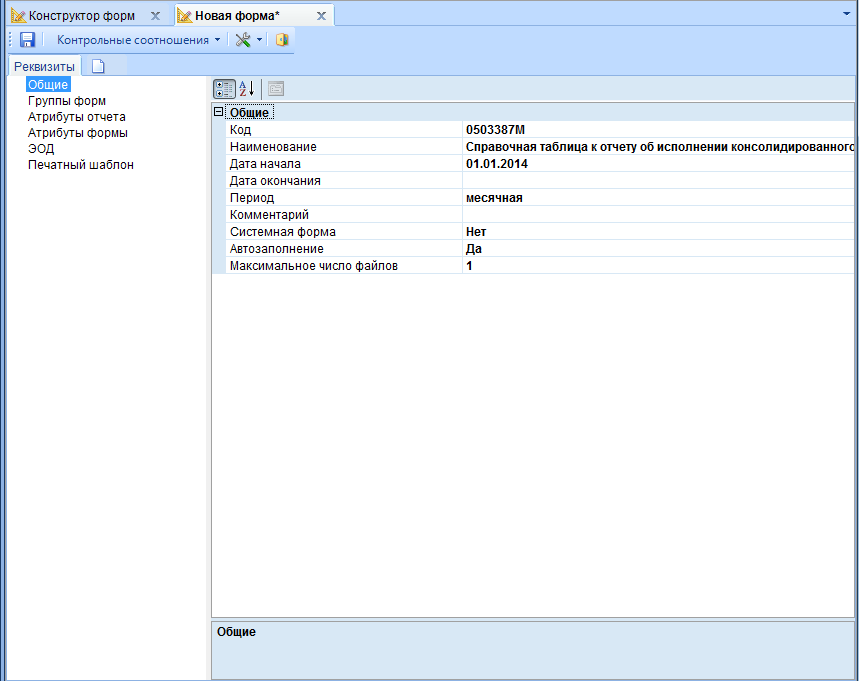 Конструктор форм
Новая форма*
Контрольные соотношения
Реквизиты
Общие
Группы форм
Атрибуты отчета
Атрибуты формы
ЭОД
Печатный шаблон
Общие
Код 0503387М
Наименование Справочная таблица к отчету об исполнении консолидированного
Дата начала 01.01.2014
Дата окончания
Период месячная
Комментарий
Системная форма Нет
Автозаполнение Да
Максимальное число файлов 1
Общие